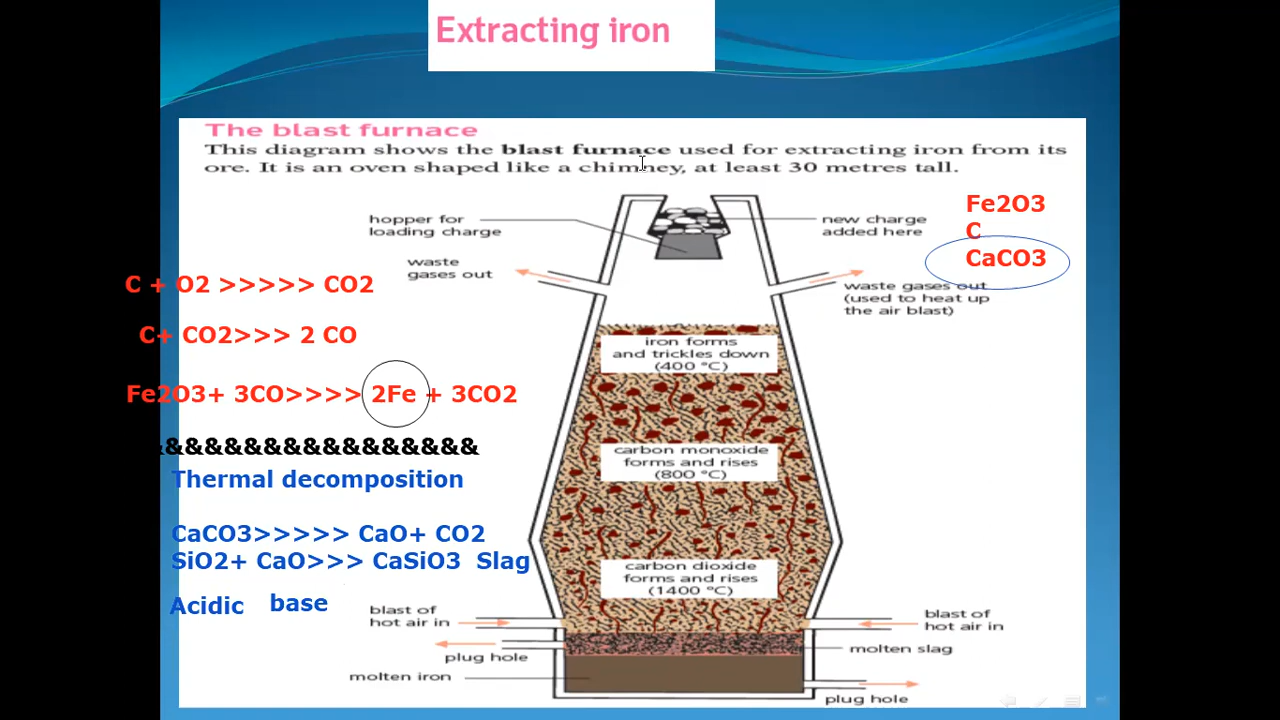 Extracting iron
The blast furnace
This diagram shows the blast furnace used for extracting iron from its
ore. It is an oven shaped like a chimney, at least 30 metres tall.
hopper for
loading charge
new charge
added here
Fe2O3
C
CaCO3
waste
gases out
waste gases out
(used to heat up
the air blast)
C + O2 >>>>> CO2
C+ CO2>>> 2 CO
Fe2O3+ 3CO>>>> 2Fe + 3CO2
&&&&&&&&&&&&&&&&&
Thermal decomposition
CaCO3>>>>> CaO+ CO2
SiO2+ CaO>>> CaSiO3 Slag
Acidic base
iron forms
and trickles down
(400 °C)
carbon monoxide
forms and rises
(800 °C)
carbon dioxide
forms and rises
(1400 °C)
blast of
hot air in
blast of
hot air in
plug hole
molten slag
molten iron
plug hole